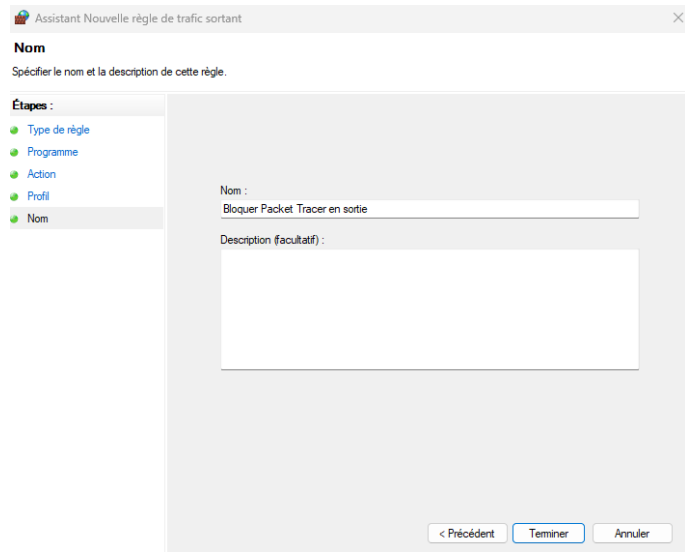 Assistant Nouvelle règle de trafic sortant
Nom
Spécifier le nom et la description de cette règle.
Étapes :
Type de règle
Programme
Action
Profil
Nom
Nom :
Bloquer Packet Tracer en sortie
Description (facultatif) :
< Précédent
Terminer
Annuler